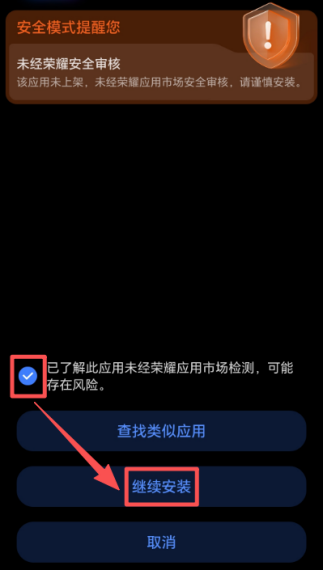 安全模式提醒您
未经荣耀安全审核
该应用未上架，未经荣耀应用市场安全审核，请谨慎安装。
已了解此应用未经荣耀应用市场检测，可能
存在风险。
查找类似应用
继续安装
取消